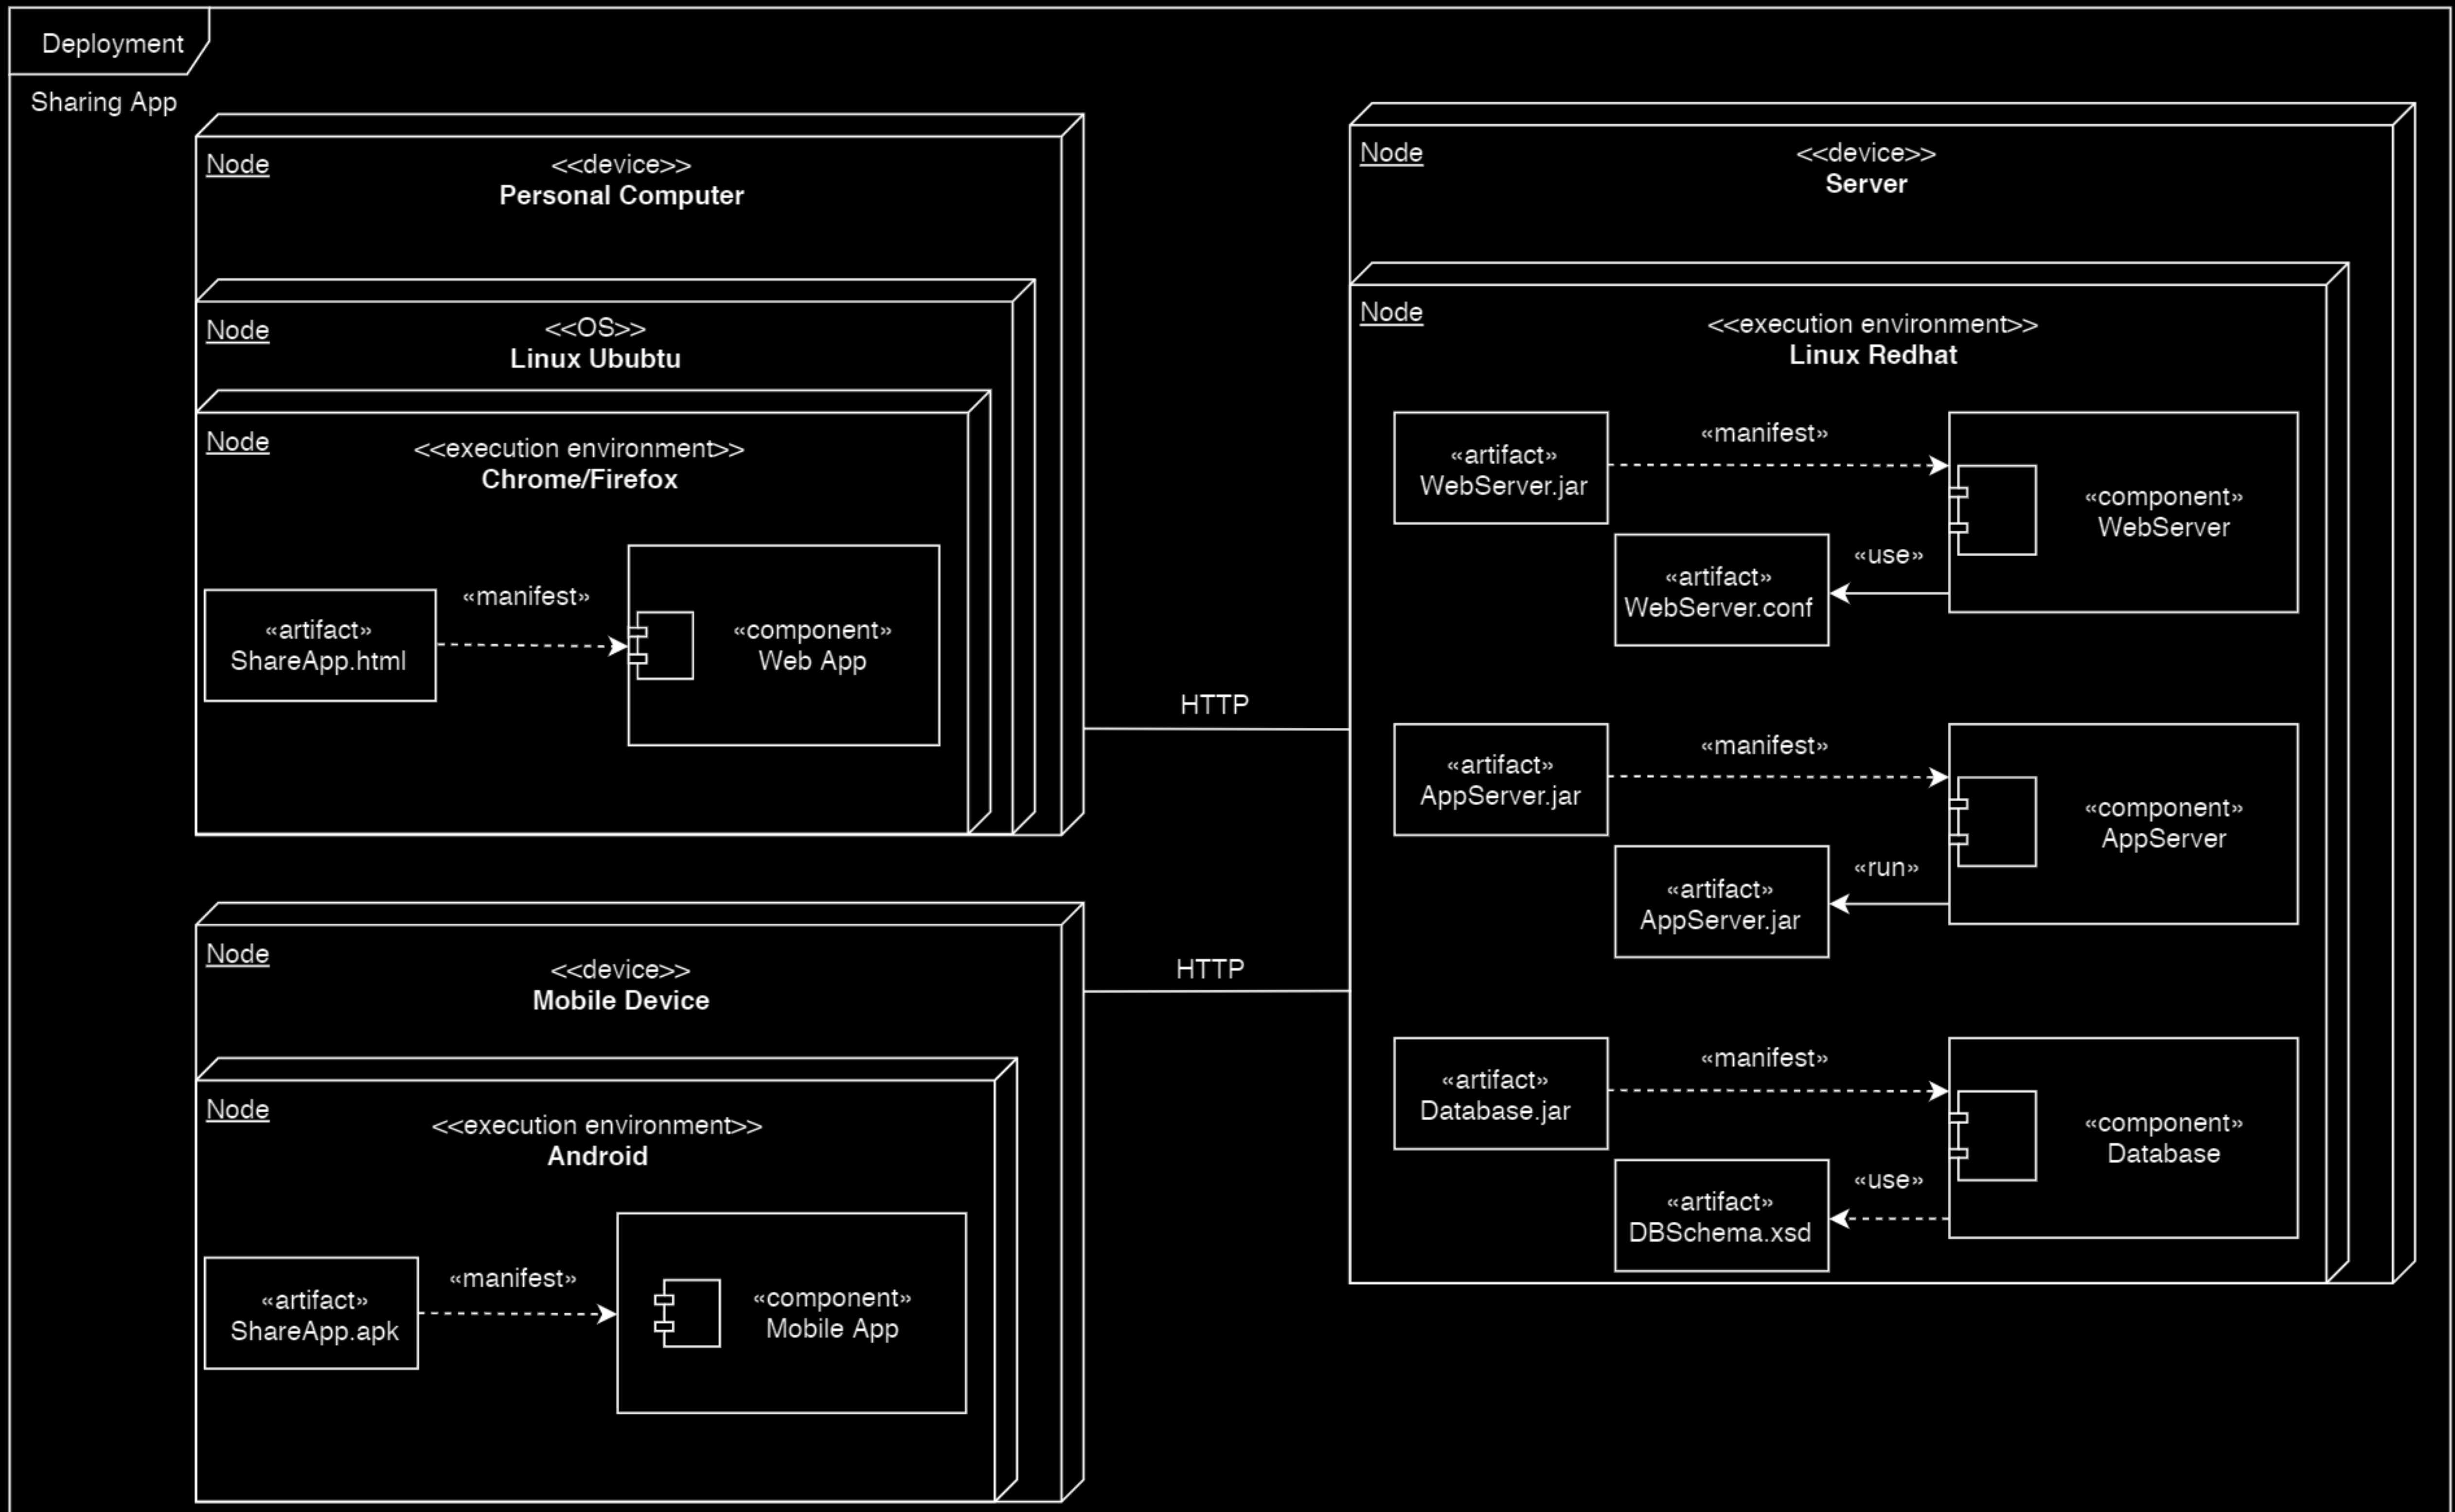 Deployment
Sharing App
Node
<<device>>
Personal Computer
Node
<<OS>>
Linux Ububtu
Node
<<execution environment>>
Chrome/Firefox
«artifact»
ShareApp.html
«manifest»
«component»
Web App
HTTP
Node
<<device>>
Mobile Device
Node
<<execution environment>>
Android
«artifact»
ShareApp.apk
«manifest»
«component»
Mobile App
HTTP
Node
<<device>>
Server
Node
<<execution environment>>
Linux Redhat
«artifact»
WebServer.jar
«manifest»
«component»
WebServer
«use»
«artifact»
WebServer.conf
«artifact»
AppServer.jar
«manifest»
«component»
AppServer
«run»
«artifact»
AppServer.jar
«artifact»
Database.jar
«manifest»
«component»
Database
«use»
«artifact»
DBSchema.xsd